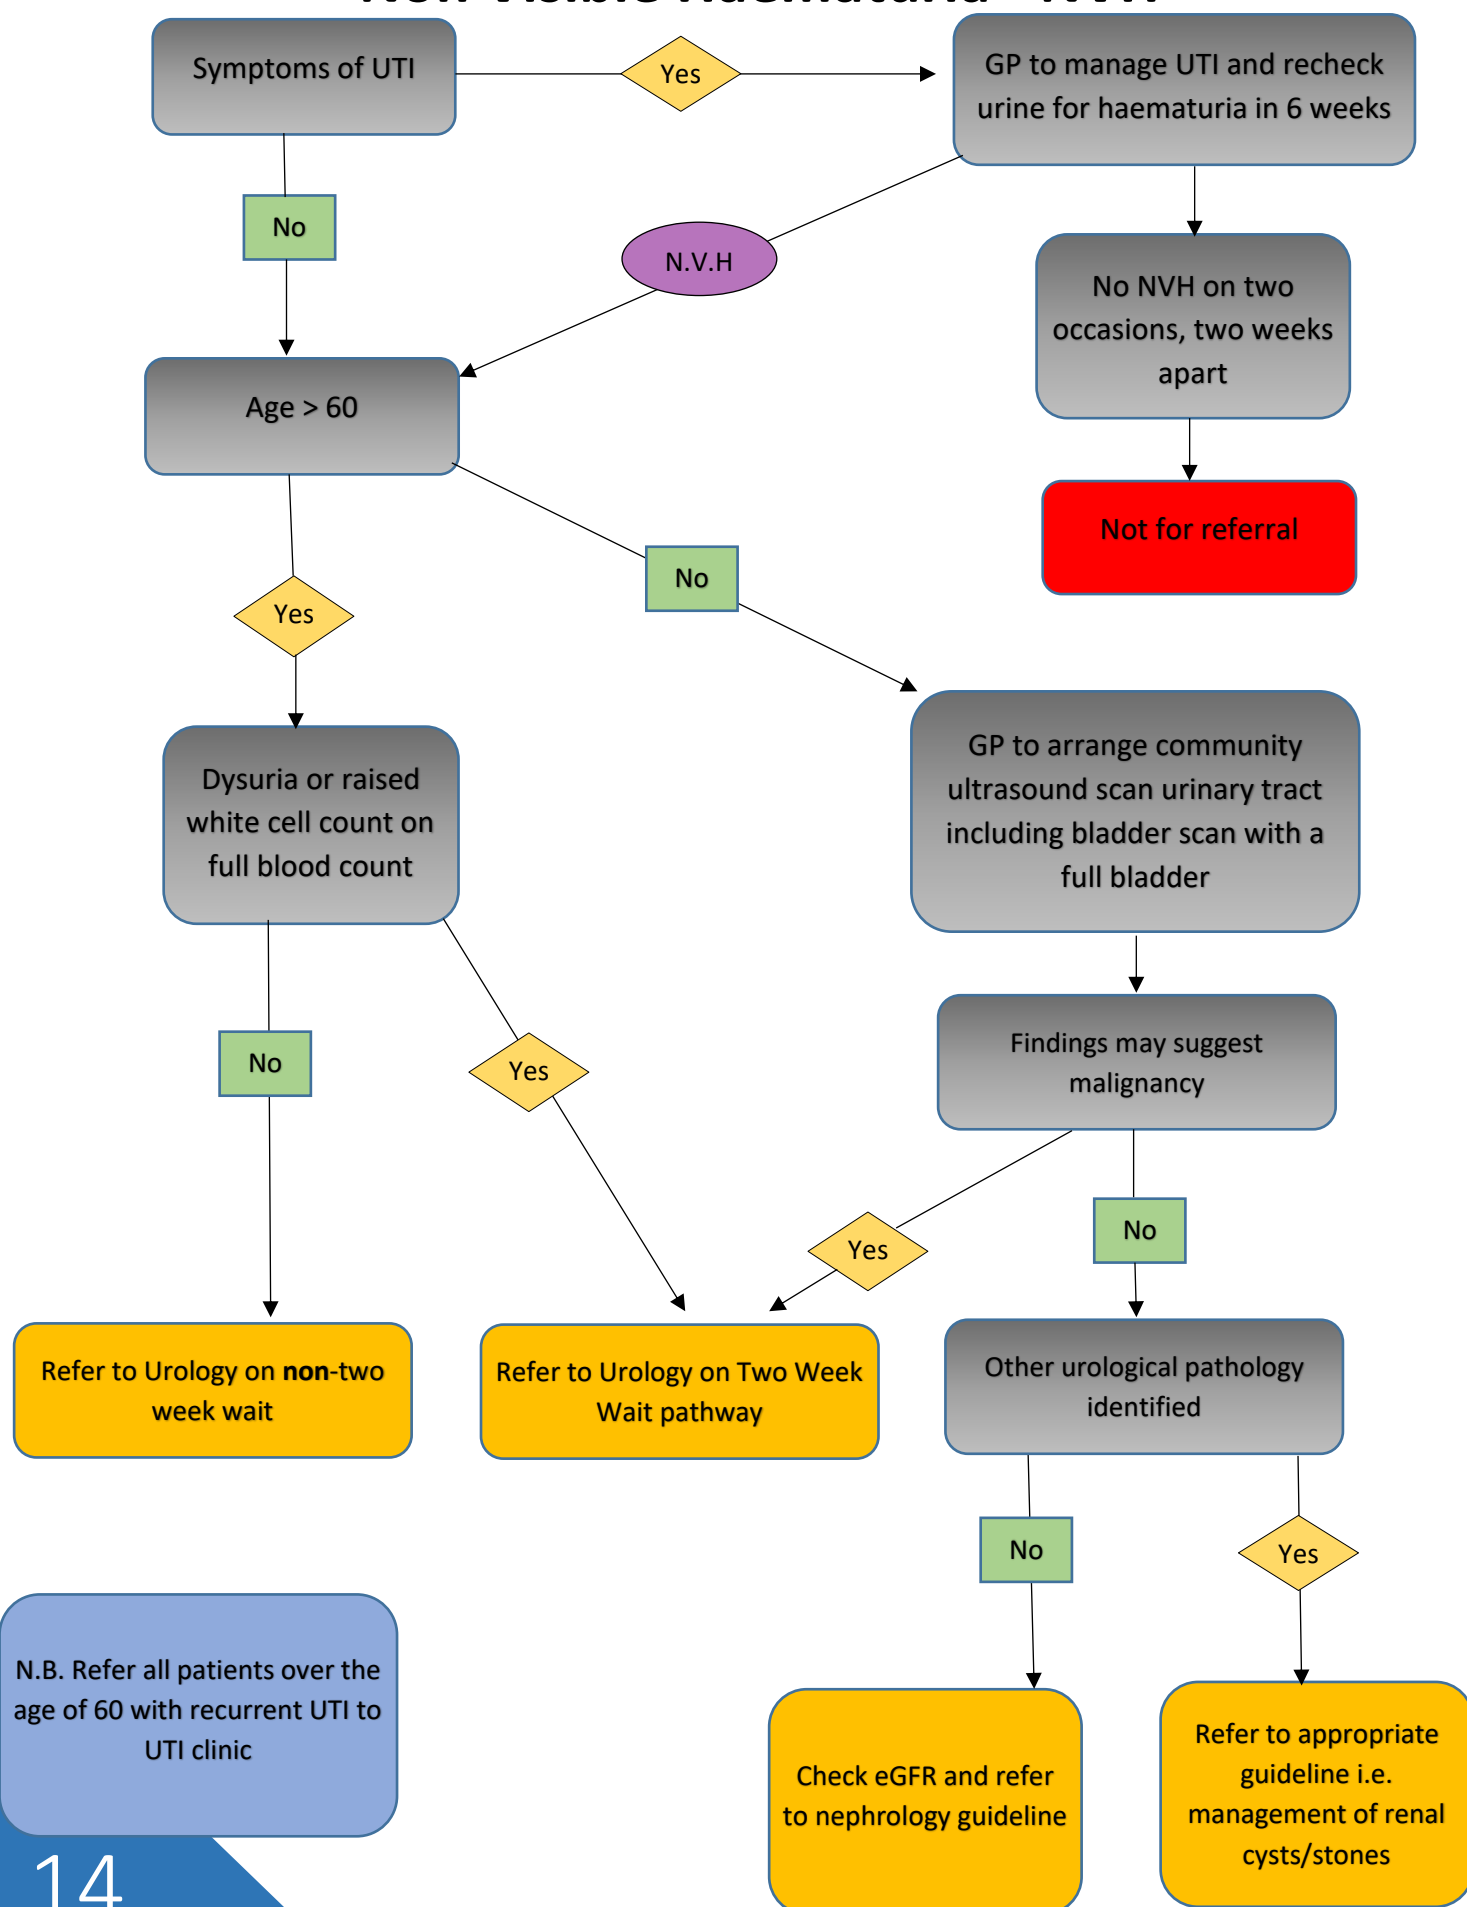 Non-Visible Haematuria - NVH
Symptoms of UTI
Yes
GP to manage UTI and recheck
urine for haematuria in 6 weeks
No
N.V.H
No NVH on two
occasions, two weeks
apart
Age > 60
Not for referral
No
Yes
Dysuria or raised
white cell count on
full blood count
GP to arrange community
ultrasound scan urinary tract
including bladder scan with a
full bladder
Findings may suggest
malignancy
No
Yes
Yes
No
Refer to Urology on non-two
week wait
Refer to Urology on Two Week
Wait pathway
Other urological pathology
identified
No
Yes
N.B. Refer all patients over the
age of 60 with recurrent UTI to
UTI clinic
Check eGFR and refer
to nephrology guideline
Refer to appropriate
guideline i.e.
management of renal
cysts/stones
14